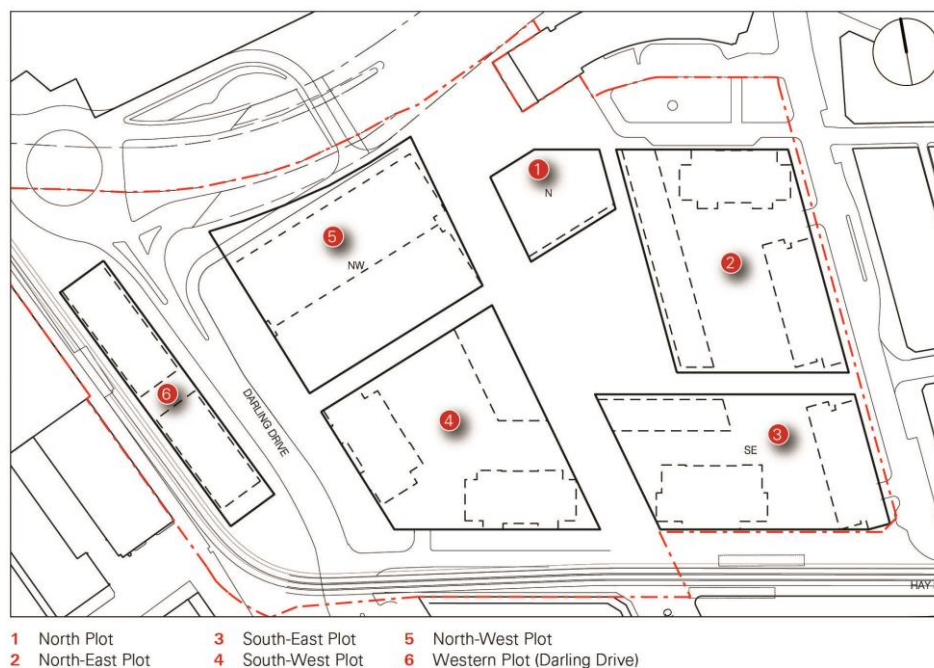 1
N
5
NW
2
6
DARLING DRIVE
4
3
SE
HAY
1 North Plot
2 North-East Plot
3 South-East Plot
4 South-West Plot
5 North-West Plot
6 Western Plot (Darling Drive)